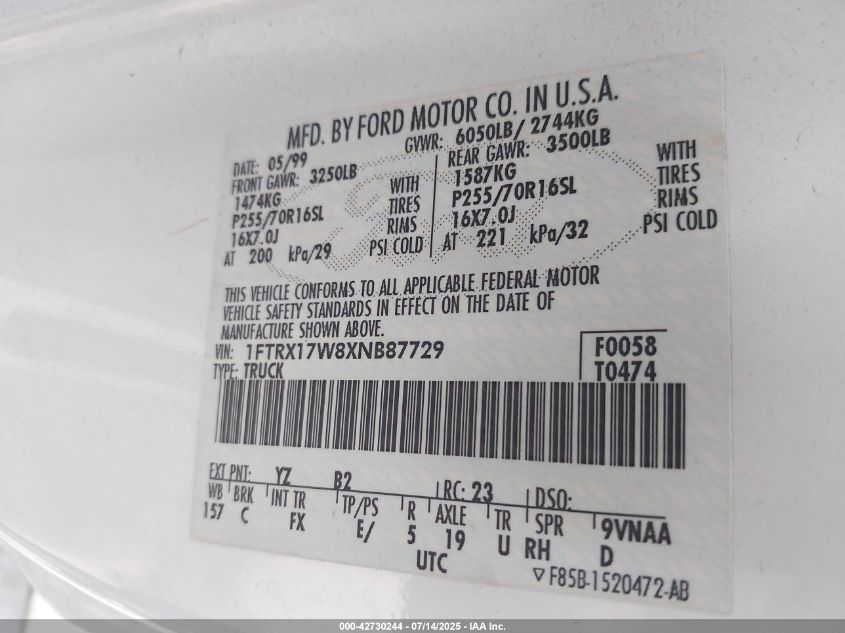 MFD. BY FORD MOTOR CO. IN U.S.A.
DATE: 05/99 GVWR: 6050LB/ 2744KG
FRONT GAWR: 3250LB REAR GAWR: 3500LB
1474KG WITH 1587KG WITH
P255/70R16SL TIRES P255/70R16SL TIRES
16X7.0J RIMS 16X7.0J RIMS
AT 200 kPa/29 PSI COLD AT 221 kPa/32 PSI COLD
THIS VEHICLE CONFORMS TO ALL APPLICABLE FEDERAL MOTOR
VEHICLE SAFETY STANDARDS IN EFFECT ON THE DATE OF
MANUFACTURE SHOWN ABOVE.
VIN: 1FTRX17W8XNB87729 F0058
TYPE: TRUCK T0474
EXT PNT: YZ B2 RC: 23 DSO:
WB BRK INT TR TP/PS R AXLE TR SPR 9VNAA
157 C FX E/ 5 19 U RH D
UTC
▽F85B-1520472-AB
000-42730244 - 07/14/2025 - IAA Inc.